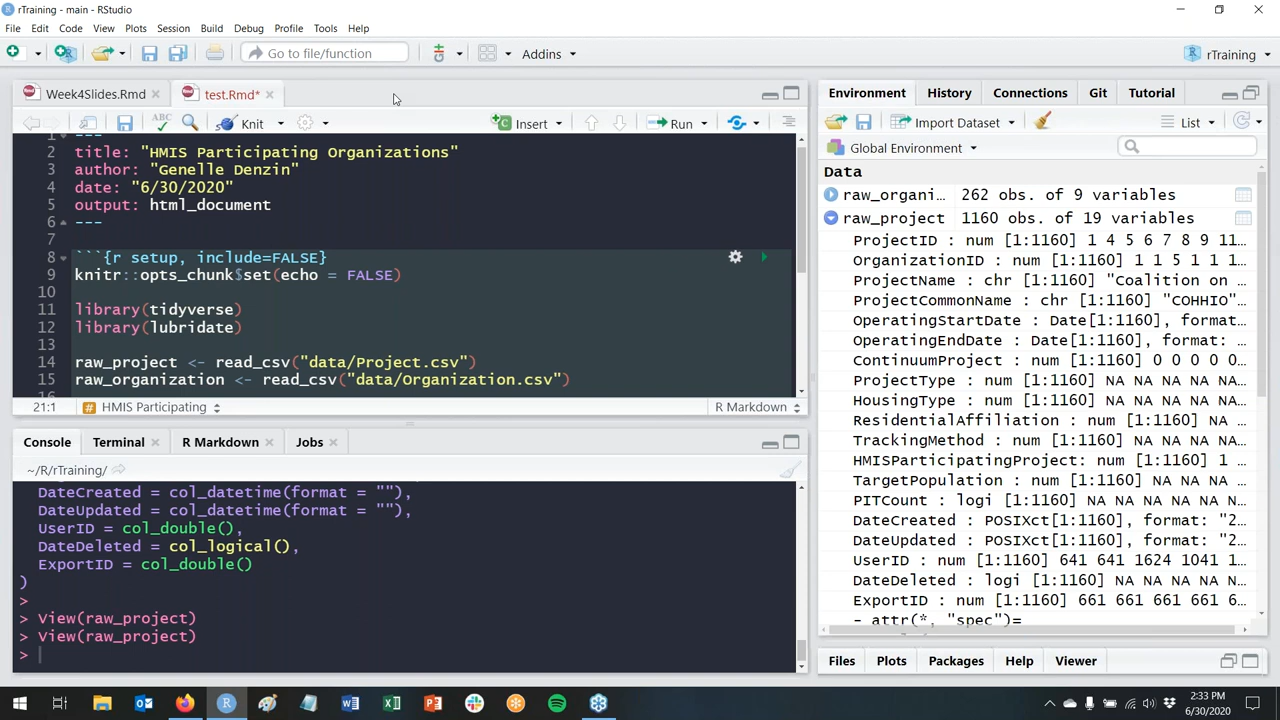 rTraining - main - RStudio
File Edit Code View Plots Session Build Debug Profile Tools Help
Go to file/function Addins rTraining
Week4Slides.Rmd test.Rmd*
Knit Insert Run
1 ---
2 title: "HMIS Participating Organizations"
3 author: "Genelle Denzin"
4 date: "6/30/2020"
5 output: html_document
6 ---
7
8 ```{r setup, include=FALSE}
9 knitr::opts_chunk$set(echo = FALSE)
10
11 library(tidyverse)
12 library(lubridate)
13
14 raw_project <- read_csv("data/Project.csv")
15 raw_organization <- read_csv("data/Organization.csv")
21:1 HMIS Participating R Markdown
Console Terminal R Markdown Jobs
~/R/rTraining/
DateCreated = col_datetime(format = ""),
DateUpdated = col_datetime(format = ""),
UserID = col_double(),
DateDeleted = col_logical(),
ExportID = col_double()
)
>
> View(raw_project)
> View(raw_project)
>
Environment History Connections Git Tutorial
Import Dataset List
Global Environment
Data
raw_organi… 262 obs. of 9 variables
raw_project 1160 obs. of 19 variables
ProjectID : num [1:1160] 1 4 5 6 7 8 9 11…
OrganizationID : num [1:1160] 1 1 5 1 1 1…
ProjectName : chr [1:1160] "Coalition on …
ProjectCommonName : chr [1:1160] "COHHIO"…
OperatingStartDate : Date[1:1160], format…
OperatingEndDate : Date[1:1160], format: …
ContinuumProject : num [1:1160] 0 0 0 0 0…
ProjectType : num [1:1160] NA NA NA NA NA…
HousingType : num [1:1160] NA NA NA NA NA…
ResidentialAffiliation : num [1:1160] NA …
TrackingMethod : num [1:1160] NA NA NA NA…
HMISParticipatingProject: num [1:1160] 1 …
TargetPopulation : num [1:1160] NA NA NA …
PITCount : logi [1:1160] NA NA NA NA NA N…
DateCreated : POSIXct[1:1160], format: "2…
DateUpdated : POSIXct[1:1160], format: "2…
UserID : num [1:1160] 641 641 1624 1041 1…
DateDeleted : logi [1:1160] NA NA NA NA N…
ExportID : num [1:1160] 661 661 661 661 6…
- attr(*, "spec")=
Files Plots Packages Help Viewer
2:33 PM
6/30/2020